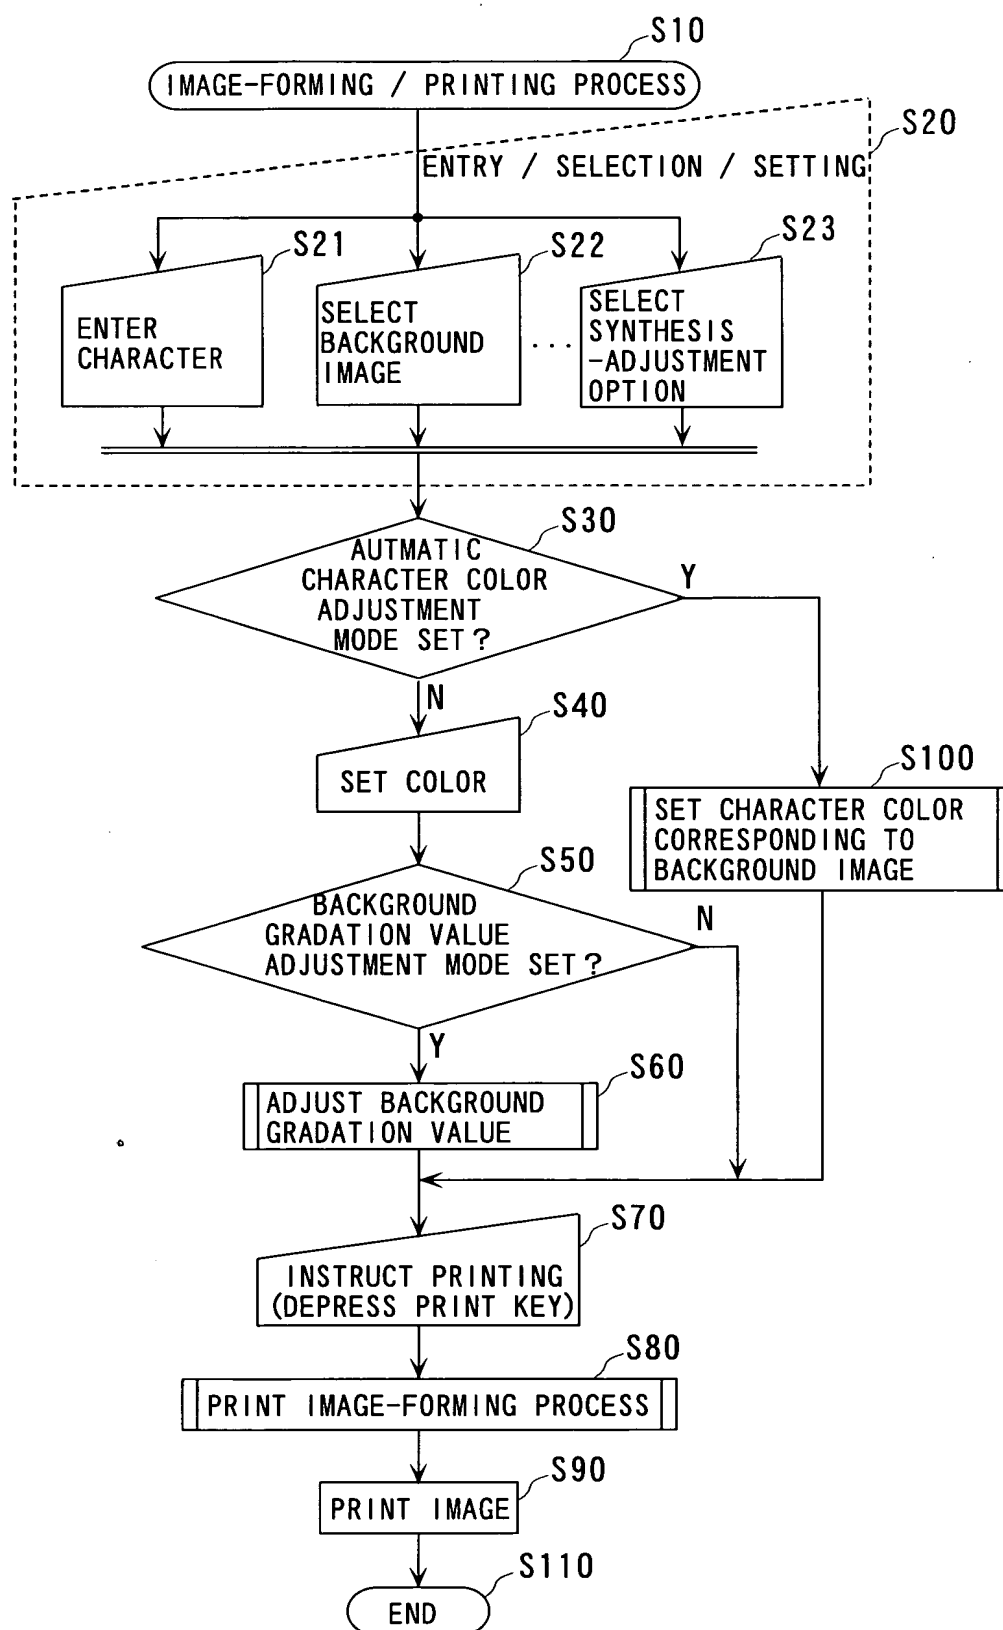 S10
IMAGE-FORMING / PRINTING PROCESS
S20
ENTRY / SELECTION / SETTING
S21
ENTER
CHARACTER
S22
SELECT
BACKGROUND
IMAGE
....
S23
SELECT
SYNTHESIS
-ADJUSTMENT
OPTION
S30
AUTMATIC
CHARACTER COLOR
ADJUSTMENT
MODE SET?
Y
N
S40
SET COLOR
S100
SET CHARACTER COLOR
CORRESPONDING TO
BACKGROUND IMAGE
S50
BACKGROUND
GRADATION VALUE
ADJUSTMENT MODE SET?
N
Y
S60
ADJUST BACKGROUND
GRADATION VALUE
S70
INSTRUCT PRINTING
(DEPRESS PRINT KEY)
S80
PRINT IMAGE-FORMING PROCESS
S90
PRINT IMAGE
S110
END